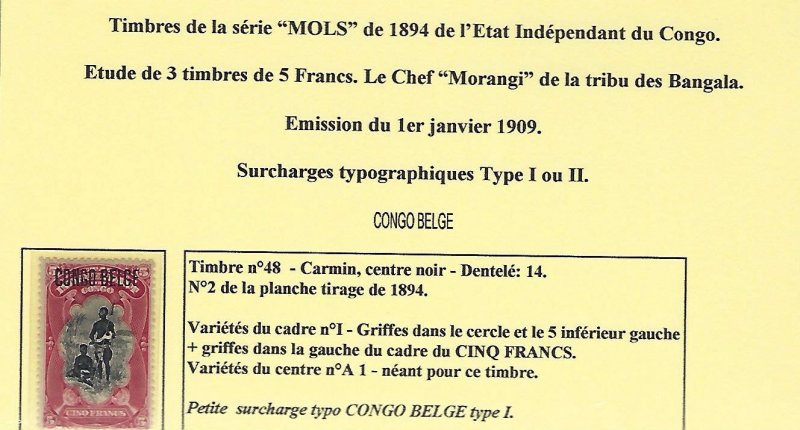 Timbres de la série “MOLS” de 1894 de l’Etat Indépendant du Congo.
Etude de 3 timbres de 5 Francs. Le Chef “Morangi” de la tribu des Bangala.
Emission du 1er janvier 1909.
Surcharges typographiques Type I ou II.
CONGO BELGE
CONGO BELGE
CONGO
5 5
CINQ FRANCS
Timbre n°48 - Carmin, centre noir - Dentelé: 14.
N°2 de la planche tirage de 1894.
Variétés du cadre n°I - Griffes dans le cercle et le 5 inférieur gauche
+ griffes dans la gauche du cadre du CINQ FRANCS.
Variétés du centre n°A 1 - néant pour ce timbre.
Petite surcharge typo CONGO BELGE type I.